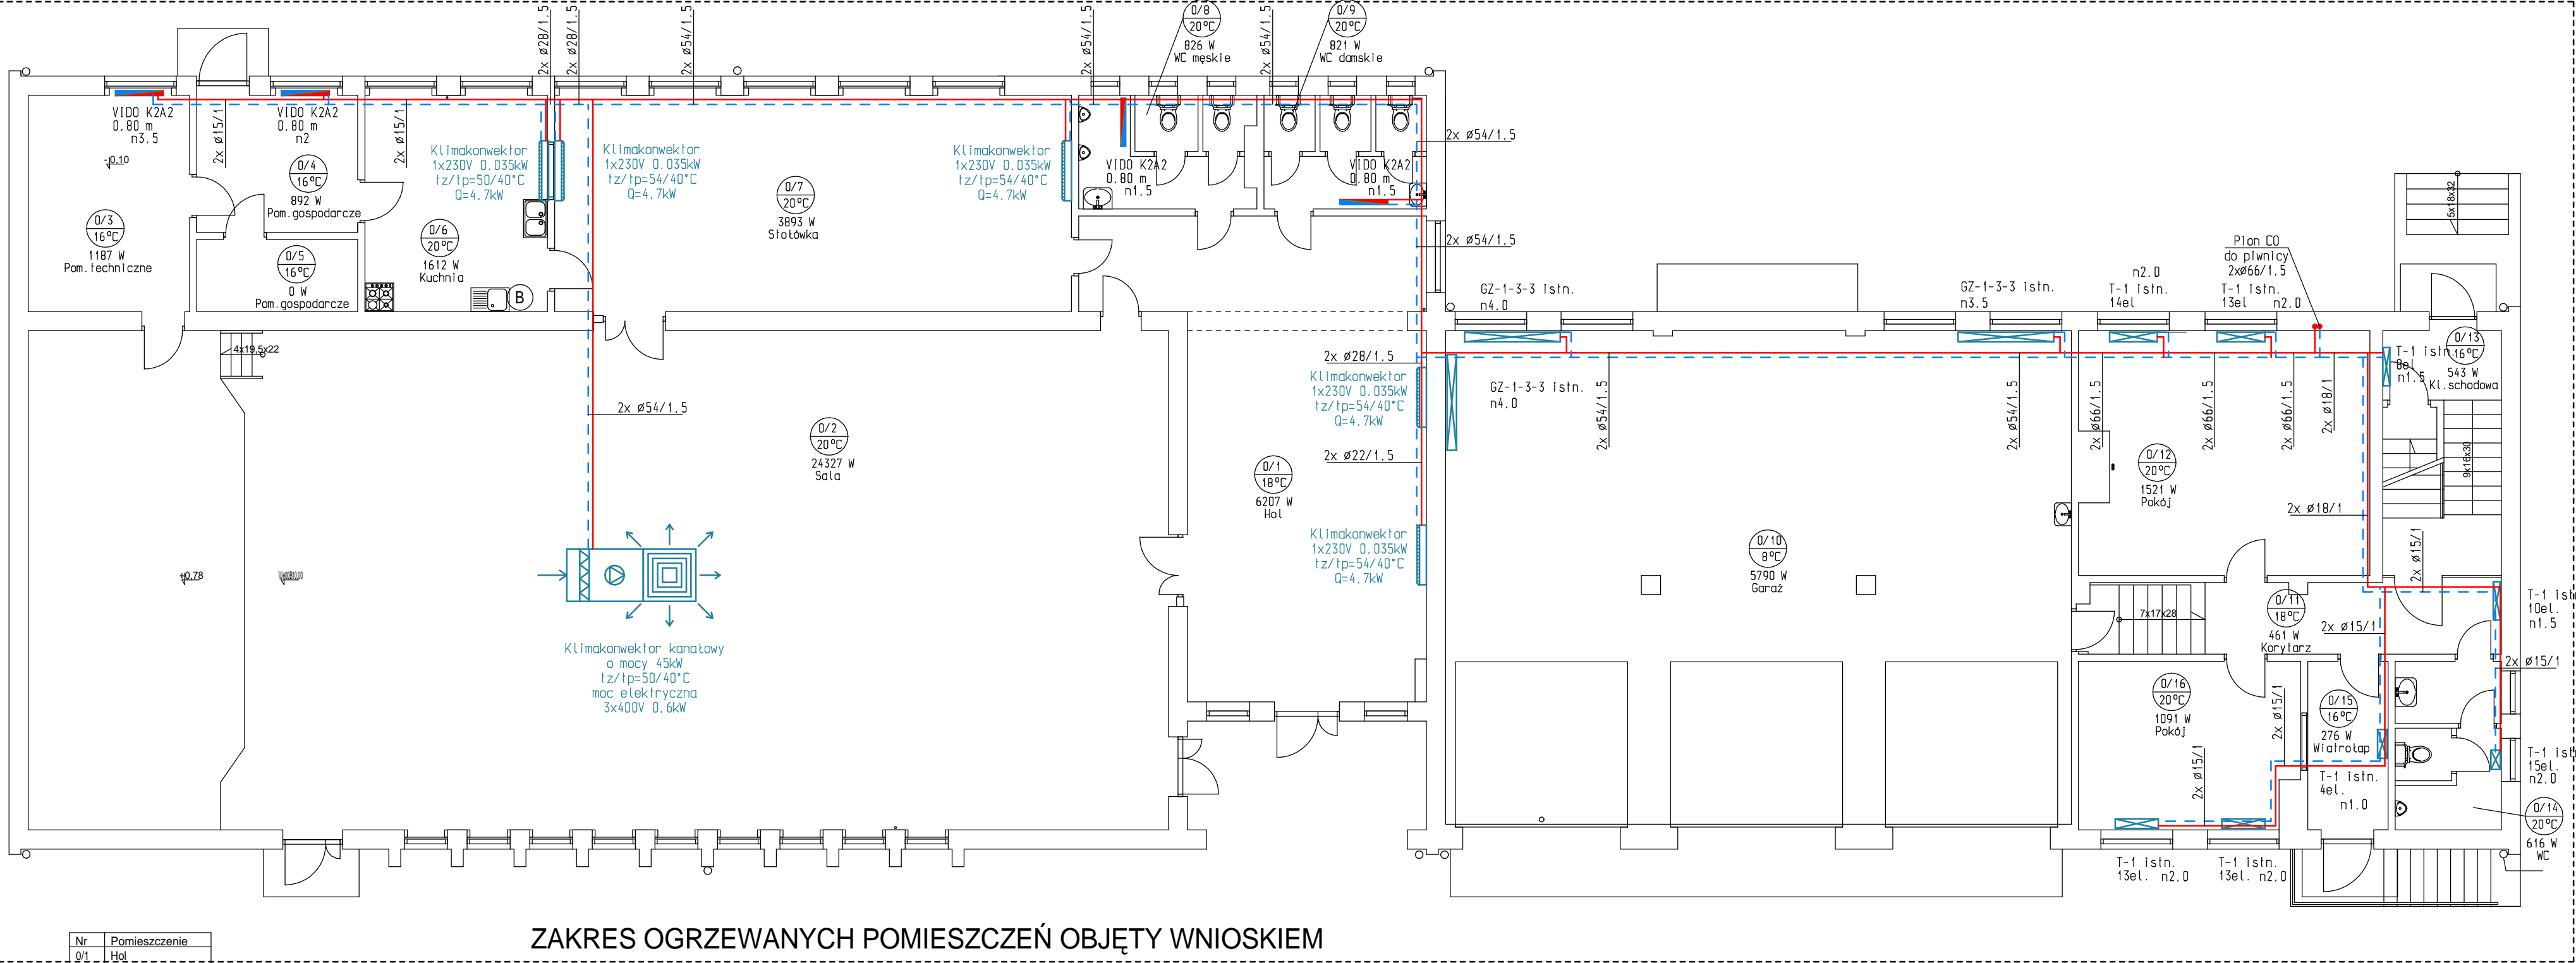 0/8
20°C
826 W
WC męskie
0/9
20°C
821 W
WC damskie
2x ø28/1.5
2x ø28/1.5
2x ø54/1.5
2x ø54/1.5
2x ø54/1.5
VIDO K2A2
0.80 m
n3.5
-0.10
2x ø15/1
VIDO K2A2
0.80 m
n2
0/4
16°C
892 W
Pom.gospodarcze
2x ø15/1
Klimakonwektor
1x230V 0.035kW
tz/tp=50/40°C
Q=4.7kW
Klimakonwektor
1x230V 0.035kW
tz/tp=54/40°C
Q=4.7kW
0/7
20°C
3893 W
Stołówka
Klimakonwektor
1x230V 0.035kW
tz/tp=54/40°C
Q=4.7kW
VIDO K2A2
0.80 m
n1.5
VIDO K2A2
0.80 m
n1.5
2x ø54/1.5
2x ø54/1.5
0/3
16°C
1187 W
Pom.techniczne
0/5
16°C
0 W
Pom.gospodarcze
0/6
20°C
1612 W
Kuchnia
B
5x18x32
Pion CO
do piwnicy
2xø66/1.5
GZ-1-3-3 istn.
n4.0
GZ-1-3-3 istn.
n3.5
n2.0
T-1 istn.
14el
T-1 istn.
13el n2.0
4x19.5x22
2x ø54/1.5
0/2
20°C
24327 W
Sala
2x ø28/1.5
Klimakonwektor
1x230V 0.035kW
tz/tp=54/40°C
Q=4.7kW
2x ø22/1.5
0/1
18°C
6207 W
Hol
Klimakonwektor
1x230V 0.035kW
tz/tp=54/40°C
Q=4.7kW
GZ-1-3-3 istn.
n4.0
2x ø54/1.5
2x ø54/1.5
2x ø66/1.5
2x ø66/1.5
2x ø66/1.5
2x ø18/1
T-1 istn.
8el
n1.5
0/13
16°C
543 W
Kl.schodowa
9x16x30
0/12
20°C
1521 W
Pokój
2x ø18/1
2x ø15/1
0/10
8°C
5790 W
Garaż
+0.78
Klimakonwektor kanałowy
o mocy 45kW
tz/tp=50/40°C
moc elektryczna
3x400V 0.6kW
7x17x28
0/11
18°C
461 W
Korytarz
2x ø15/1
T-1 ist
10el.
n1.5
2x ø15/1
0/16
20°C
1091 W
Pokój
2x ø15/1
2x ø15/1
0/15
16°C
276 W
Wiatrołap
T-1 istn.
4el.
n1.0
T-1 ist
15el.
n2.0
0/14
20°C
616 W
WC
T-1 istn.
13el. n2.0
T-1 istn.
13el. n2.0
ZAKRES OGRZEWANYCH POMIESZCZEŃ OBJĘTY WNIOSKIEM
Nr Pomieszczenie
0/1 Hol